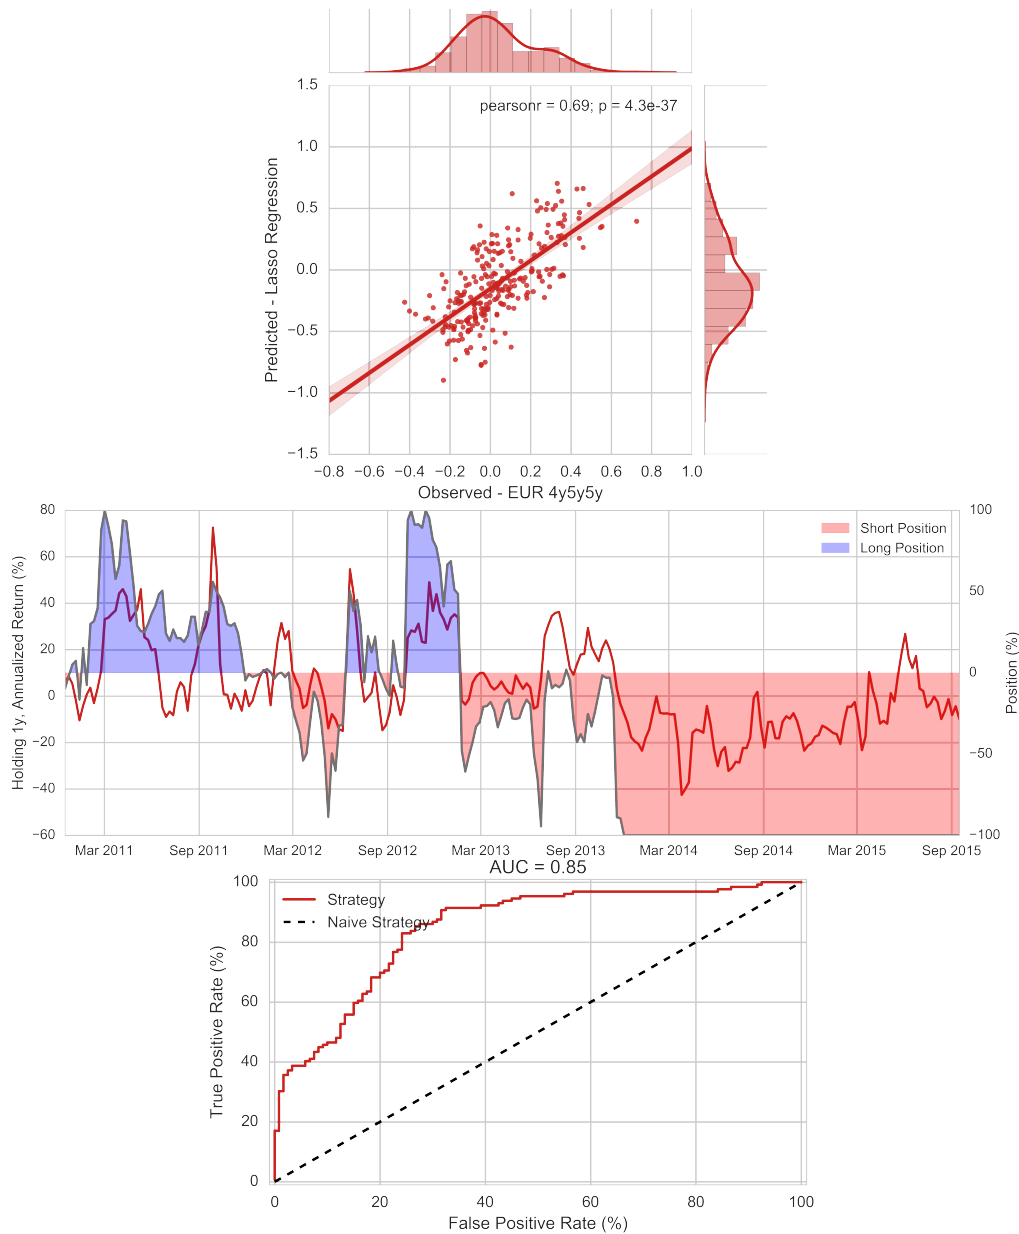 pearsonr = 0.69; p = 4.3e-37
1.5
1.0
0.5
0.0
−0.5
−1.0
−1.5
Predicted - Lasso Regression
−0.8 −0.6 −0.4 −0.2 0.0 0.2 0.4 0.6 0.8 1.0
Observed - EUR 4y5y5y
80
60
40
20
0
−20
−40
−60
Holding 1y, Annualized Return (%)
Short Position
Long Position
100
50
0
−50
−100
Position (%)
Mar 2011 Sep 2011 Mar 2012 Sep 2012 Mar 2013 Sep 2013 Mar 2014 Sep 2014 Mar 2015 Sep 2015
AUC = 0.85
Strategy
Naive Strategy
100
80
60
40
20
0
True Positive Rate (%)
0 20 40 60 80 100
False Positive Rate (%)